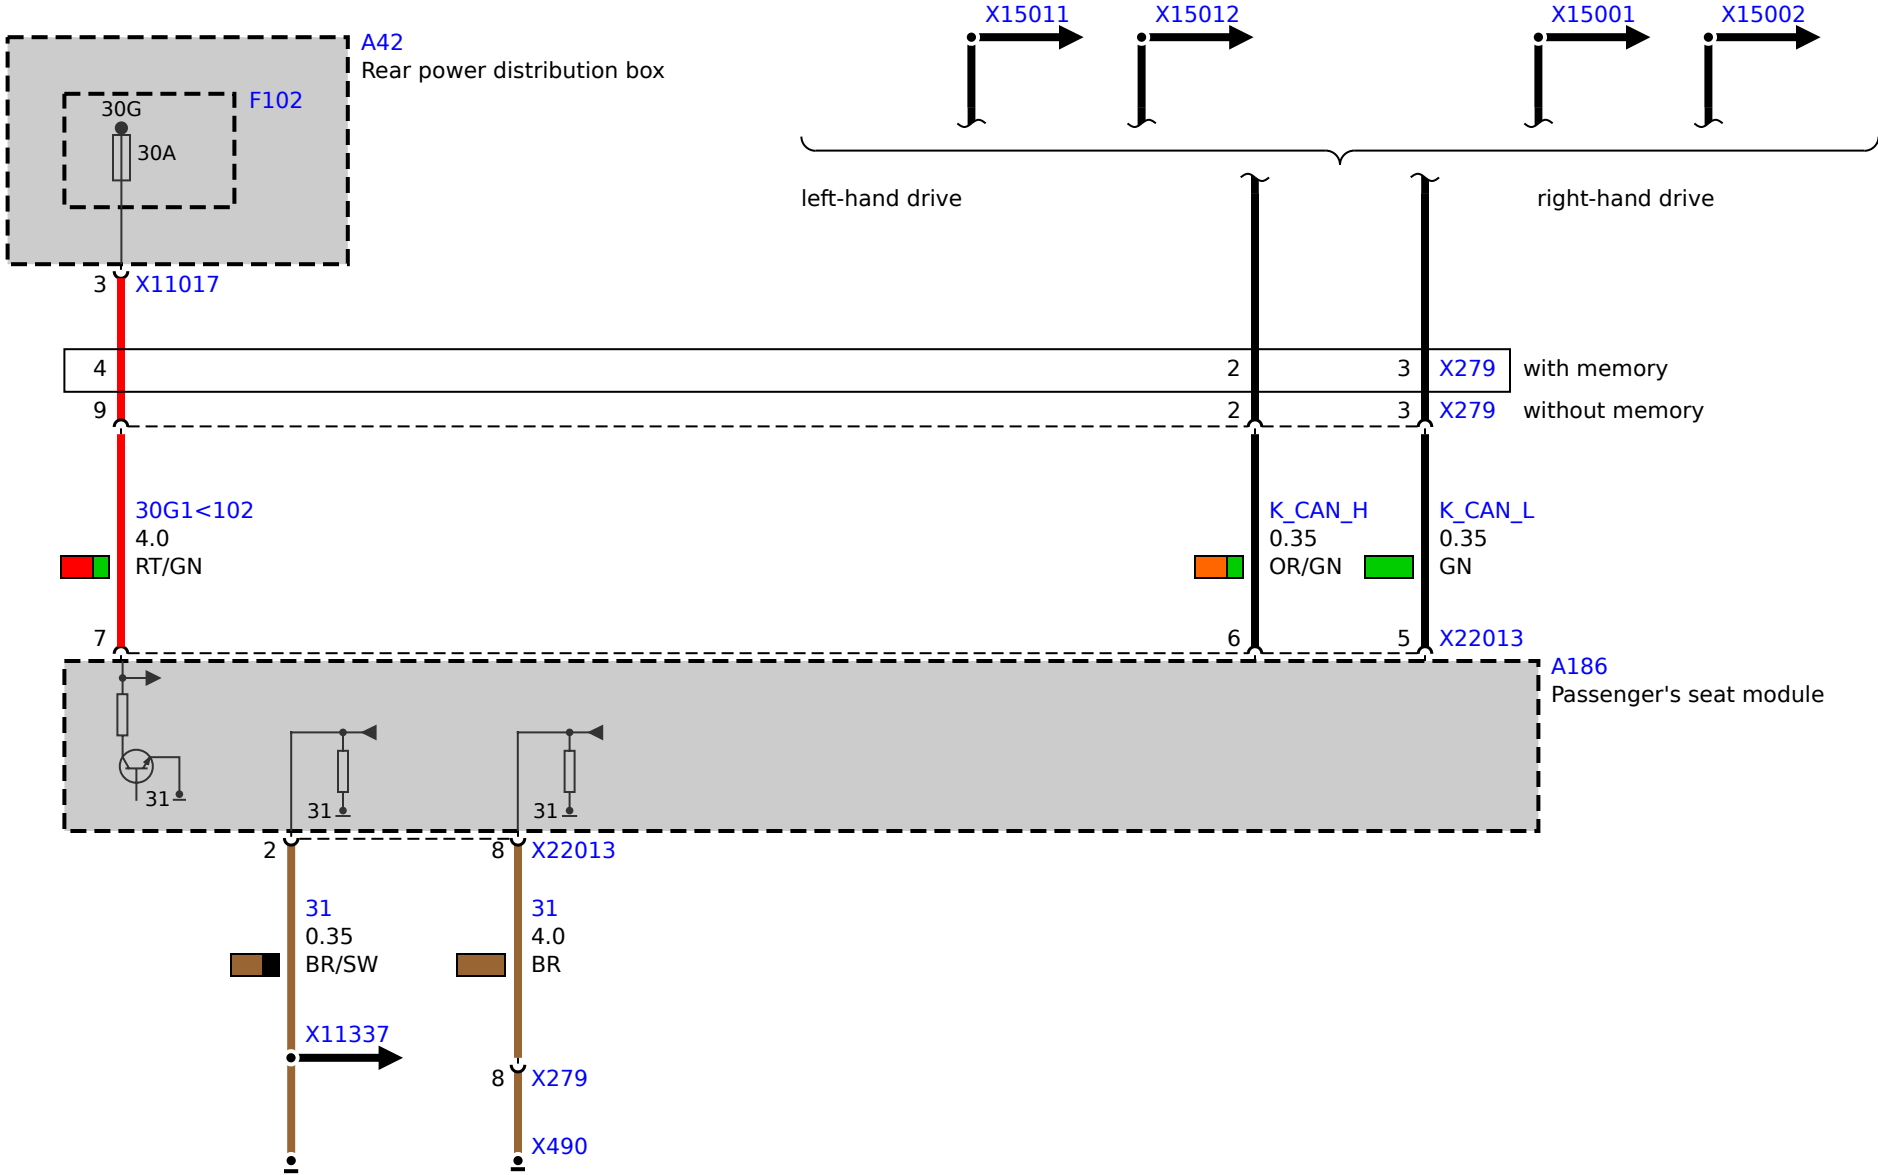 X15011
X15012
X15001
X15002
A42
Rear power distribution box
F102
30G
30A
left-hand drive
right-hand drive
3 X11017
4 2 3 X279 with memory
9 2 3 X279 without memory
30G1<102
4.0
RT/GN
K_CAN_H
0.35
OR/GN
K_CAN_L
0.35
GN
7 6 5 X22013
A186
Passenger's seat module
31
31
31
2 8 X22013
31
0.35
BR/SW
31
4.0
BR
X11337
8 X279
X490